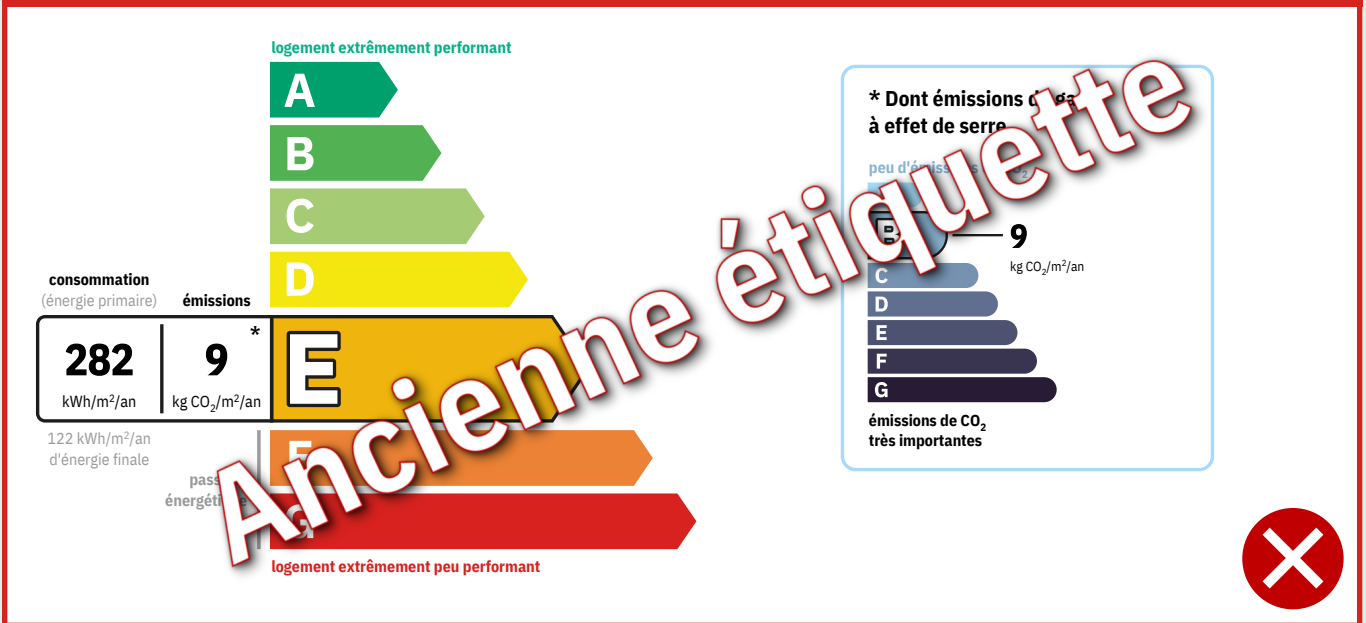 logement extrêmement performant
A
B
C
D
consommation
(énergie primaire)
émissions
*
282
9
kWh/m²/an
kg CO₂/m²/an
E
122 kWh/m²/an
d'énergie finale
F
G
logement extrêmement peu performant
* Dont émissions
à effet de serre
peu
B
9
kg CO₂/m²/an
C
D
E
F
G
émissions de CO₂
très importantes
Ancienne étiquette